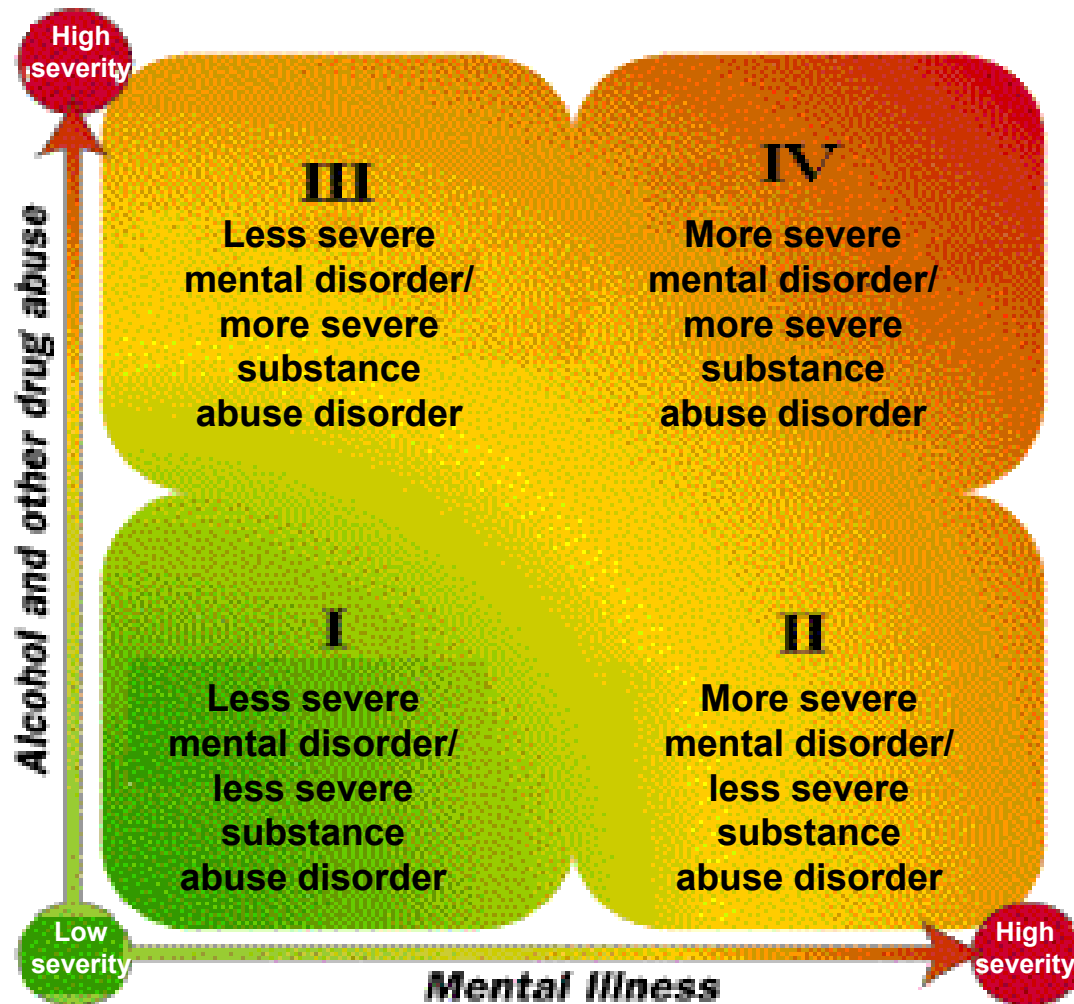 High
severity
III
Less severe
mental disorder/
more severe
substance
abuse disorder
IV
More severe
mental disorder/
more severe
substance
abuse disorder
Alcohol and other drug abuse
I
Less severe
mental disorder/
less severe
substance
abuse disorder
II
More severe
mental disorder/
less severe
substance
abuse disorder
Low
severity
Mental Illness
High
severity